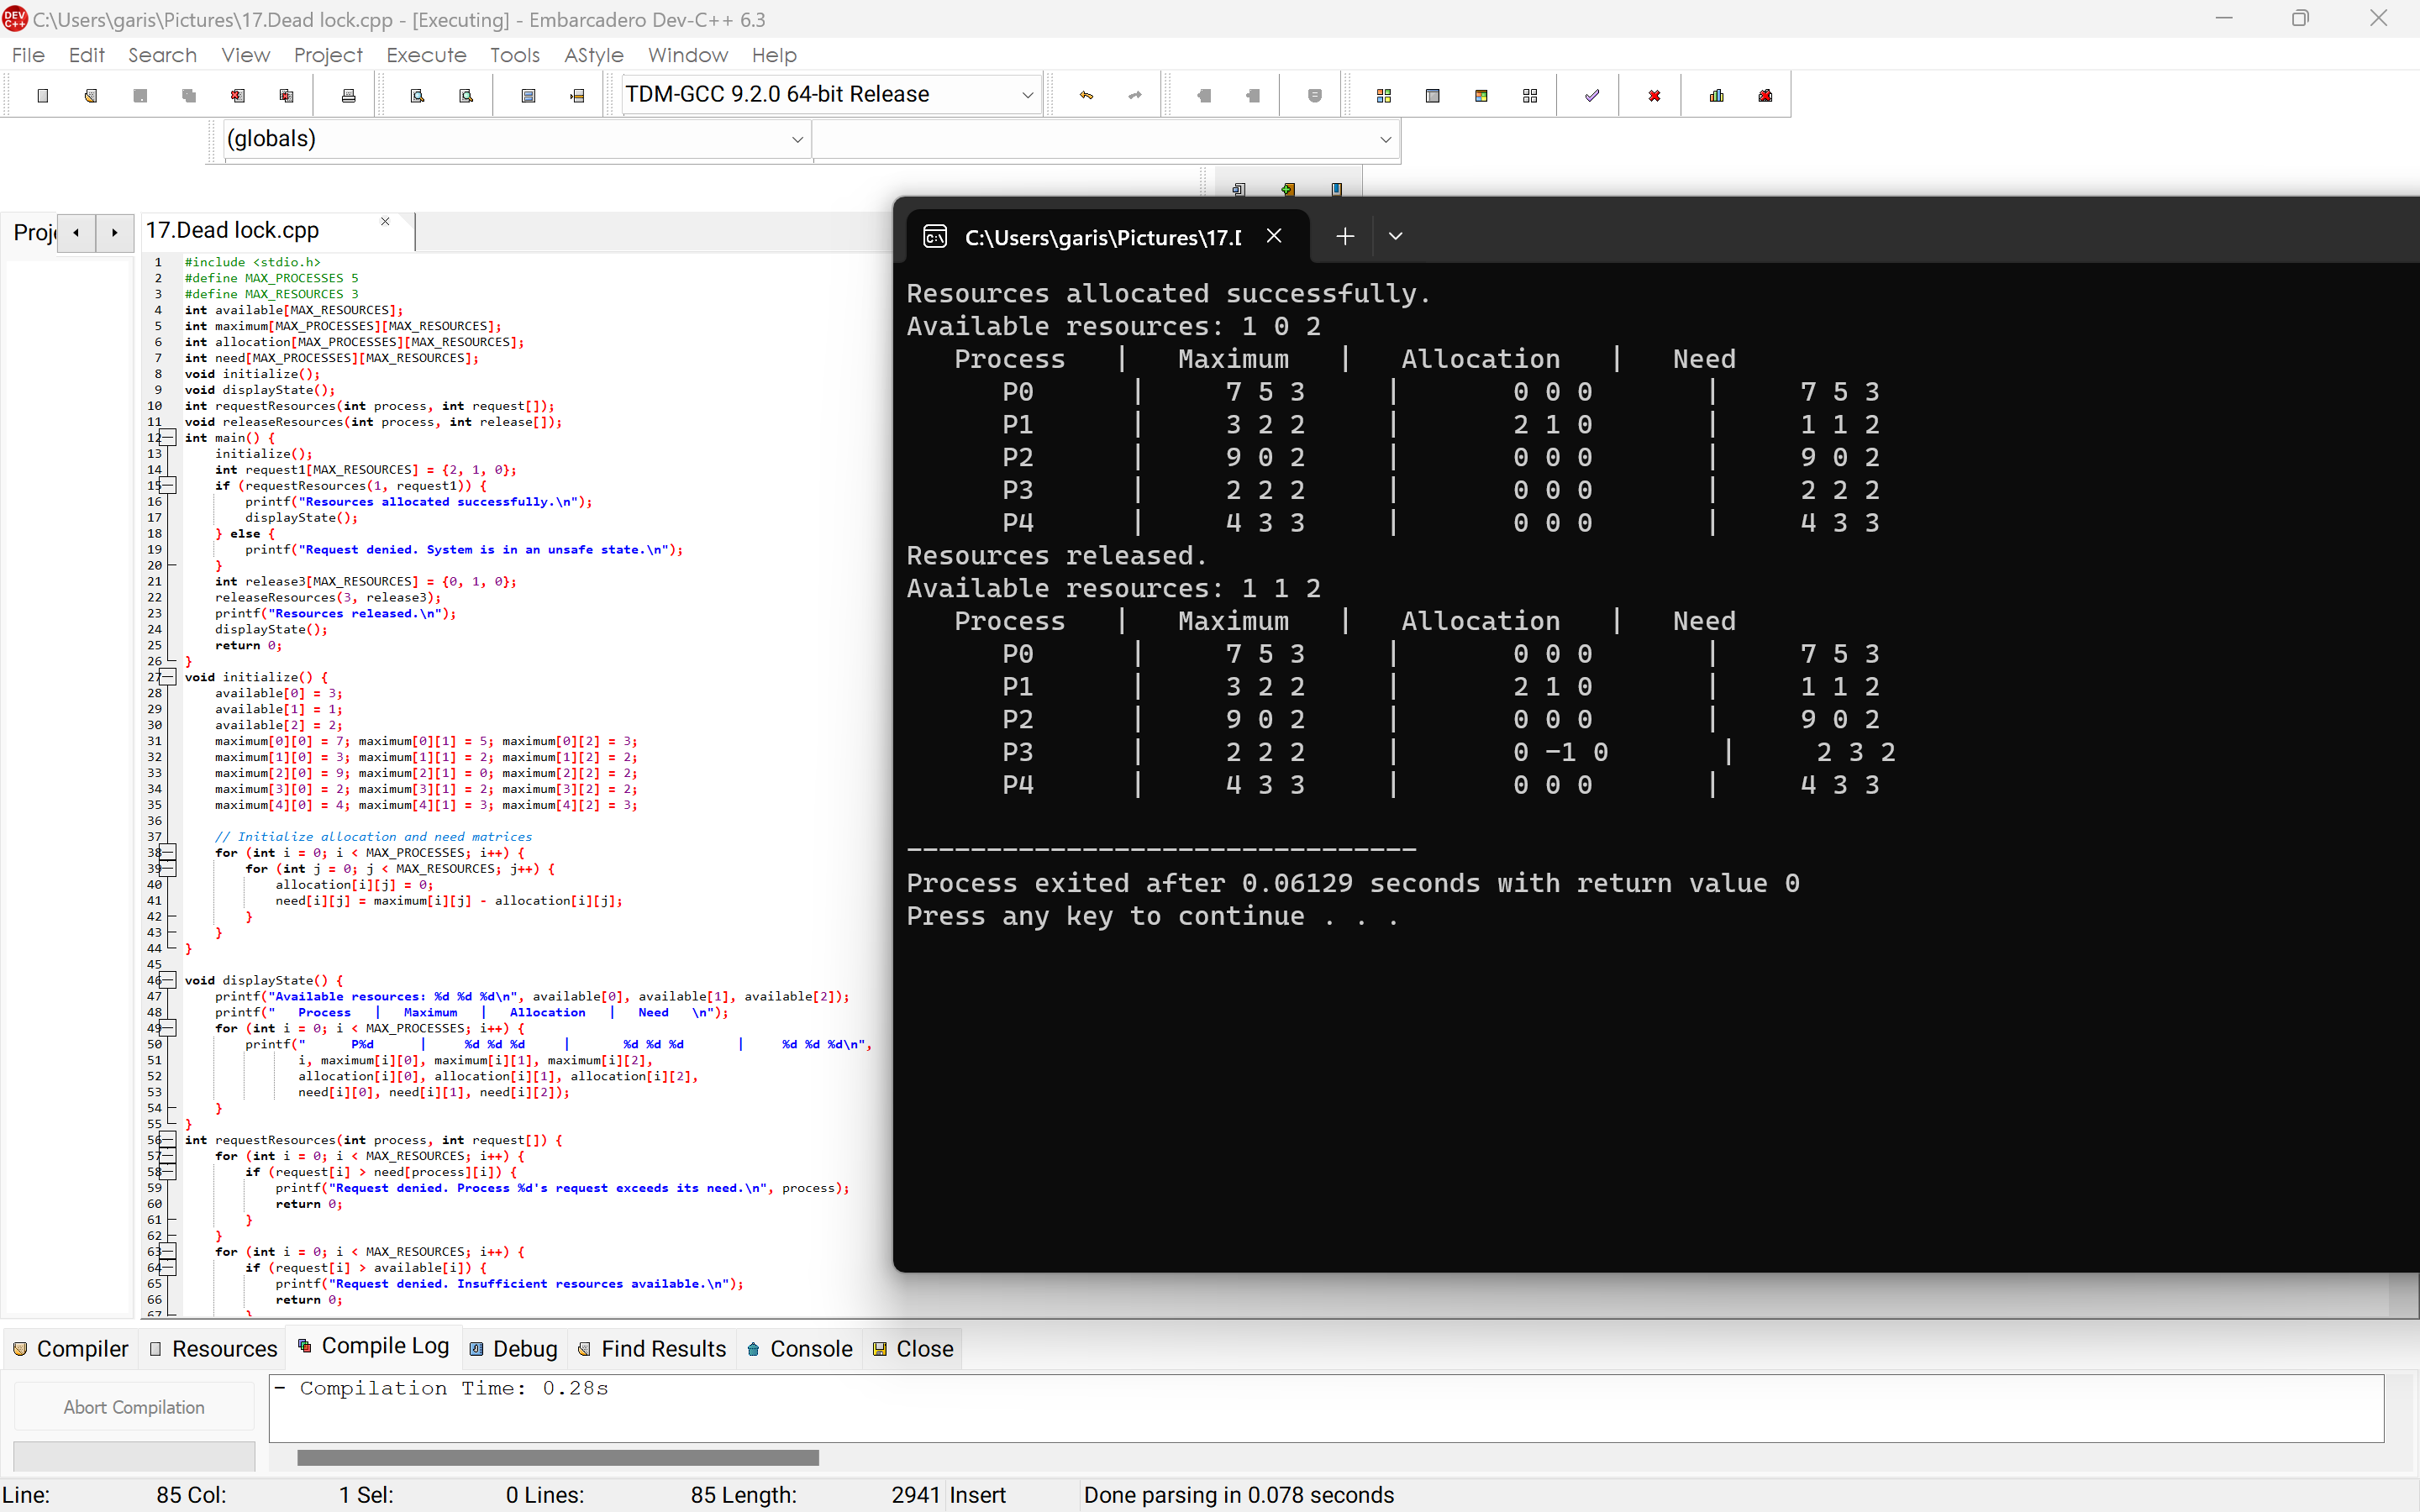 C:\Users\garis\Pictures\17.Dead lock.cpp - [Executing] - Embarcadero Dev-C++ 6.3
File Edit Search View Project Execute Tools AStyle Window Help
TDM-GCC 9.2.0 64-bit Release
(globals)
Proj
17.Dead lock.cpp
1 #include <stdio.h>
2 #define MAX_PROCESSES 5
3 #define MAX_RESOURCES 3
4 int available[MAX_RESOURCES];
5 int maximum[MAX_PROCESSES][MAX_RESOURCES];
6 int allocation[MAX_PROCESSES][MAX_RESOURCES];
7 int need[MAX_PROCESSES][MAX_RESOURCES];
8 void initialize();
9 void displayState();
10 int requestResources(int process, int request[]);
11 void releaseResources(int process, int release[]);
12 int main() {
13 initialize();
14 int request1[MAX_RESOURCES] = {2, 1, 0};
15 if (requestResources(1, request1)) {
16 printf("Resources allocated successfully.\n");
17 displayState();
18 } else {
19 printf("Request denied. System is in an unsafe state.\n");
20 }
21 int release3[MAX_RESOURCES] = {0, 1, 0};
22 releaseResources(3, release3);
23 printf("Resources released.\n");
24 displayState();
25 return 0;
26 }
27 void initialize() {
28 available[0] = 3;
29 available[1] = 1;
30 available[2] = 2;
31 maximum[0][0] = 7; maximum[0][1] = 5; maximum[0][2] = 3;
32 maximum[1][0] = 3; maximum[1][1] = 2; maximum[1][2] = 2;
33 maximum[2][0] = 9; maximum[2][1] = 0; maximum[2][2] = 2;
34 maximum[3][0] = 2; maximum[3][1] = 2; maximum[3][2] = 2;
35 maximum[4][0] = 4; maximum[4][1] = 3; maximum[4][2] = 3;
36
37 // Initialize allocation and need matrices
38 for (int i = 0; i < MAX_PROCESSES; i++) {
39 for (int j = 0; j < MAX_RESOURCES; j++) {
40 allocation[i][j] = 0;
41 need[i][j] = maximum[i][j] - allocation[i][j];
42 }
43 }
44 }
45
46 void displayState() {
47 printf("Available resources: %d %d %d\n", available[0], available[1], available[2]);
48 printf(" Process | Maximum | Allocation | Need \n");
49 for (int i = 0; i < MAX_PROCESSES; i++) {
50 printf(" P%d | %d %d %d | %d %d %d | %d %d %d\n",
51 i, maximum[i][0], maximum[i][1], maximum[i][2],
52 allocation[i][0], allocation[i][1], allocation[i][2],
53 need[i][0], need[i][1], need[i][2]);
54 }
55 }
56 int requestResources(int process, int request[]) {
57 for (int i = 0; i < MAX_RESOURCES; i++) {
58 if (request[i] > need[process][i]) {
59 printf("Request denied. Process %d's request exceeds its need.\n", process);
60 return 0;
61 }
62 }
63 for (int i = 0; i < MAX_RESOURCES; i++) {
64 if (request[i] > available[i]) {
65 printf("Request denied. Insufficient resources available.\n");
66 return 0;
67 }
C:\Users\garis\Pictures\17.
Resources allocated successfully.
Available resources: 1 0 2
Process | Maximum | Allocation | Need
P0 | 7 5 3 | 0 0 0 | 7 5 3
P1 | 3 2 2 | 2 1 0 | 1 1 2
P2 | 9 0 2 | 0 0 0 | 9 0 2
P3 | 2 2 2 | 0 0 0 | 2 2 2
P4 | 4 3 3 | 0 0 0 | 4 3 3
Resources released.
Available resources: 1 1 2
Process | Maximum | Allocation | Need
P0 | 7 5 3 | 0 0 0 | 7 5 3
P1 | 3 2 2 | 2 1 0 | 1 1 2
P2 | 9 0 2 | 0 0 0 | 9 0 2
P3 | 2 2 2 | 0 -1 0 | 2 3 2
P4 | 4 3 3 | 0 0 0 | 4 3 3
--------------------------------
Process exited after 0.06129 seconds with return value 0
Press any key to continue . . .
Compiler Resources Compile Log Debug Find Results Console Close
Abort Compilation
- Compilation Time: 0.28s
Line: 85 Col: 1 Sel: 0 Lines: 85 Length: 2941 Insert Done parsing in 0.078 seconds